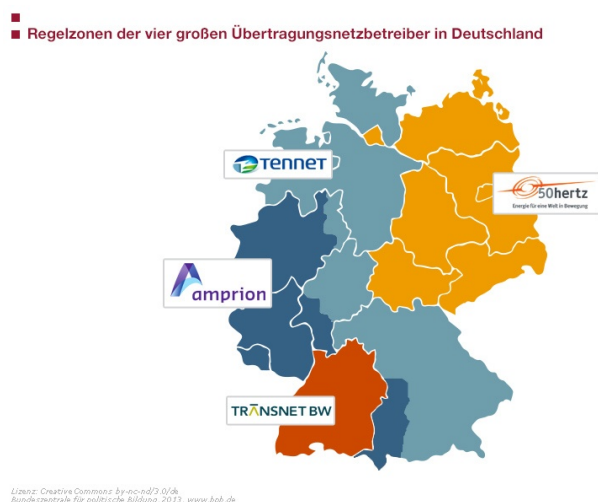 Regelzonen der vier großen Übertragungsnetzbetreiber in Deutschland
TENNET
50hertz
Energie für eine Welt in Bewegung
amprion
TRANSNET BW
Lizenz: Creative Commons by-nc-nd/3.0/de
Bundeszentrale für politische Bildung, 2013, www.bpb.de